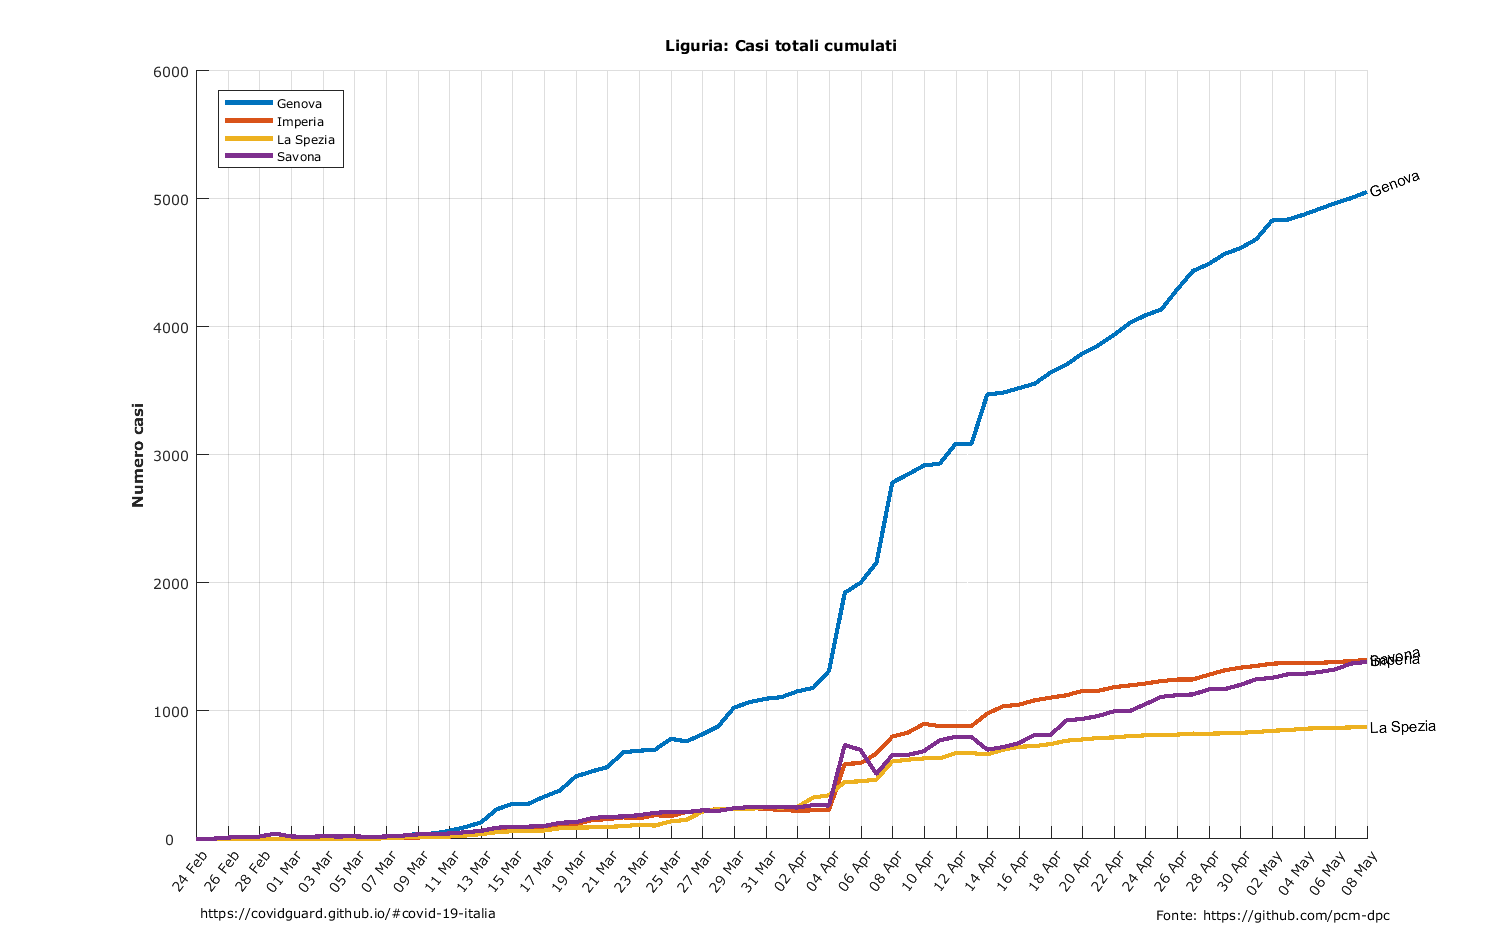 Liguria: Casi totali cumulati
6000
5000
4000
3000
2000
1000
0
Numero casi
Genova
Imperia
La Spezia
Savona
Genova
Savona
Imperia
La Spezia
24 Feb
26 Feb
28 Feb
01 Mar
03 Mar
05 Mar
07 Mar
09 Mar
11 Mar
13 Mar
15 Mar
17 Mar
19 Mar
21 Mar
23 Mar
25 Mar
27 Mar
29 Mar
31 Mar
02 Apr
04 Apr
06 Apr
08 Apr
10 Apr
12 Apr
14 Apr
16 Apr
18 Apr
20 Apr
22 Apr
24 Apr
26 Apr
28 Apr
30 Apr
02 May
04 May
06 May
08 May
https://covidguard.github.io/#covid-19-italia
Fonte: https://github.com/pcm-dpc